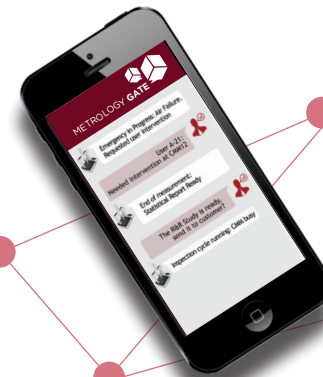 METROLOGY GATE
Emergency in Progress: Air Failure.
Requested user intervention
User A-21:
Needed intervention at CMM12
End of measurement:
Statistical Report Ready
The R&R Study is ready,
send it to customer?
Inspection cycle running: CMM busy